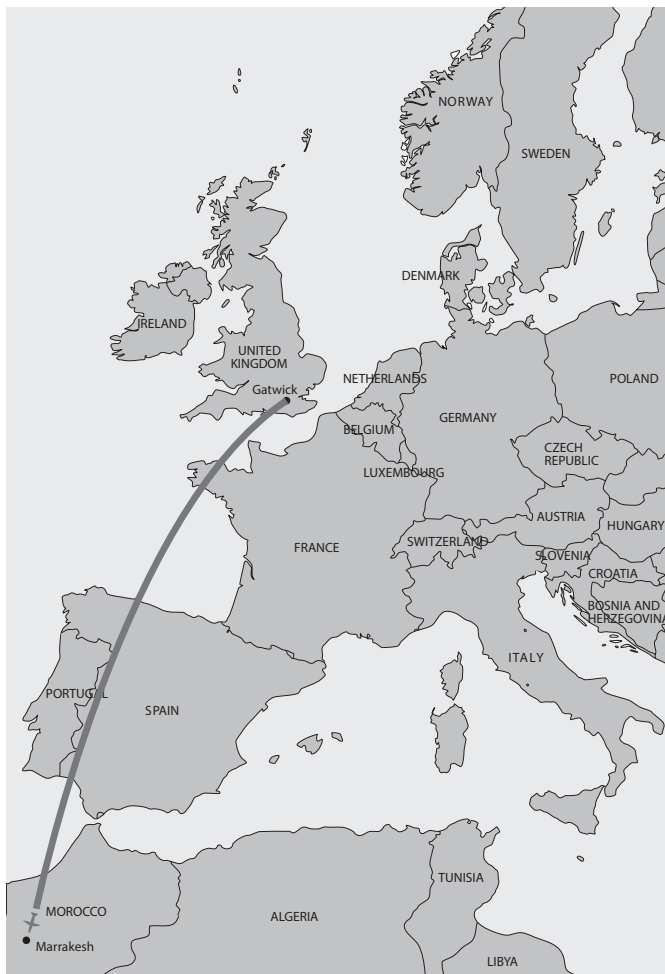 NORWAY
SWEDEN
DENMARK
IRELAND
UNITED
KINGDOM
Gatwick
NETHERLANDS
POLAND
BELGIUM
GERMANY
CZECH
REPUBLIC
LUXEMBOURG
AUSTRIA
HUNGARY
FRANCE
SWITZERLAND
SLOVENIA
CROATIA
BOSNIA AND
HERZEGOVINA
ITALY
PORTUGAL
SPAIN
TUNISIA
MOROCCO
ALGERIA
Marrakesh
LIBYA